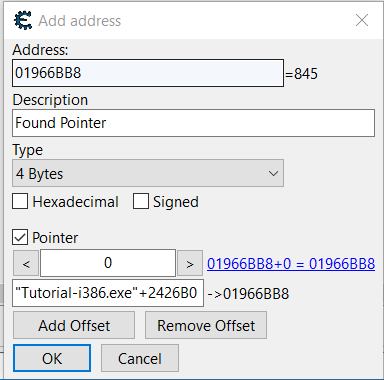 Add address
Address:
01966BB8 =845
Description
Found Pointer
Type
4 Bytes
Hexadecimal Signed
Pointer
< 0 > 01966BB8+0 = 01966BB8
"Tutorial-i386.exe"+2426B0 ->01966BB8
Add Offset Remove Offset
OK Cancel